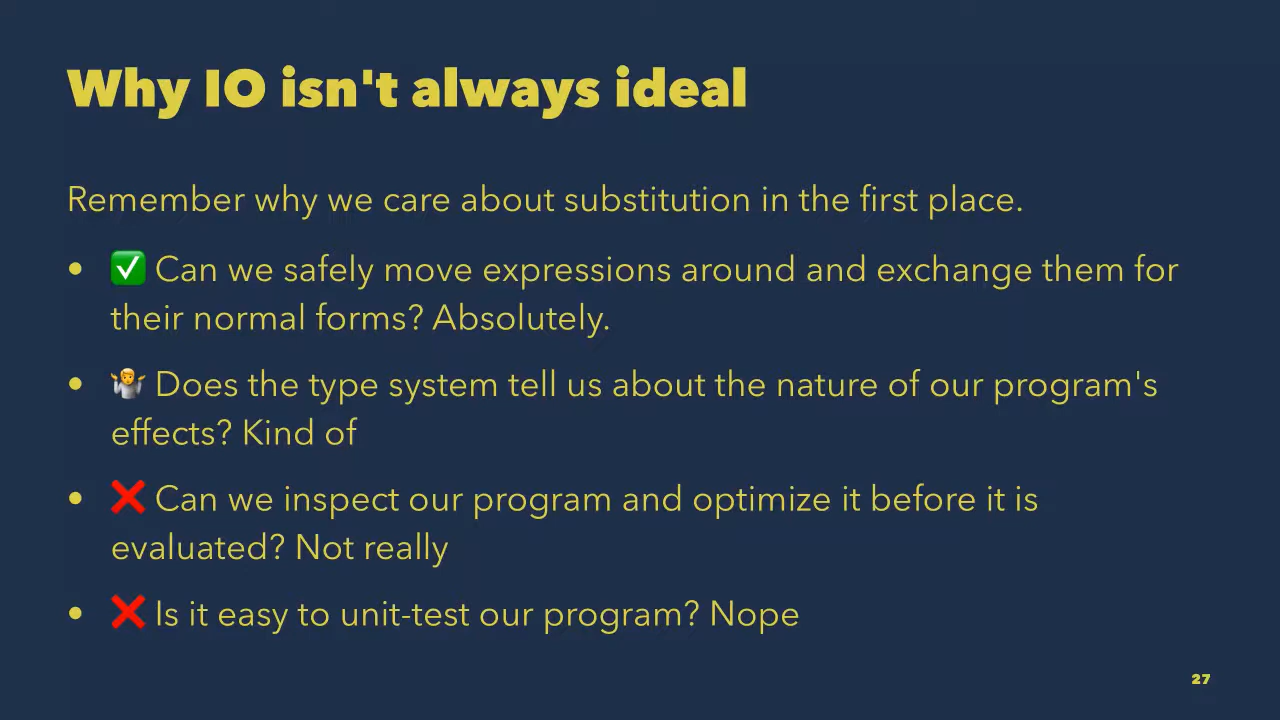 Why IO isn't always ideal
Remember why we care about substitution in the first place.
• ✅ Can we safely move expressions around and exchange them for
their normal forms? Absolutely.
• 🤷 Does the type system tell us about the nature of our program's
effects? Kind of
• ❌ Can we inspect our program and optimize it before it is
evaluated? Not really
• ❌ Is it easy to unit-test our program? Nope
27